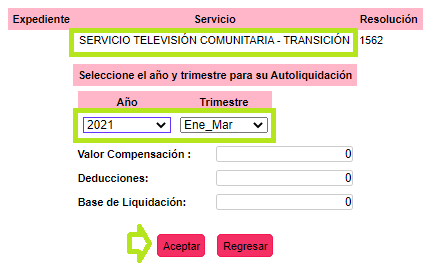 Expediente Servicio Resolución
SERVICIO TELEVISIÓN COMUNITARIA - TRANSICIÓN 1562
Seleccione el año y trimestre para su Autoliquidación
Año Trimestre
2021 Ene_Mar
Valor Compensación : 0
Deducciones: 0
Base de Liquidación: 0
Aceptar Regresar